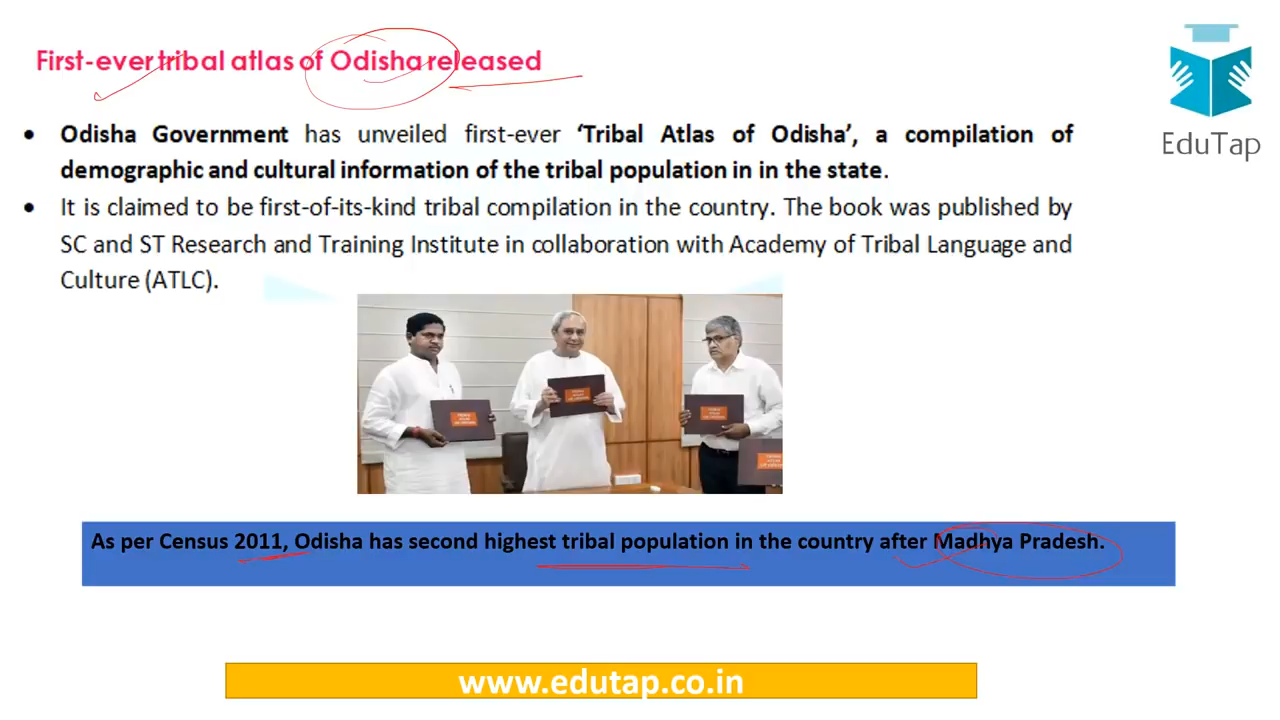 First-ever tribal atlas of Odisha released
EduTap
• Odisha Government has unveiled first-ever ‘Tribal Atlas of Odisha’, a compilation of
demographic and cultural information of the tribal population in in the state.
• It is claimed to be first-of-its-kind tribal compilation in the country. The book was published by
SC and ST Research and Training Institute in collaboration with Academy of Tribal Language and
Culture (ATLC).
As per Census 2011, Odisha has second highest tribal population in the country after Madhya Pradesh.
www.edutap.co.in